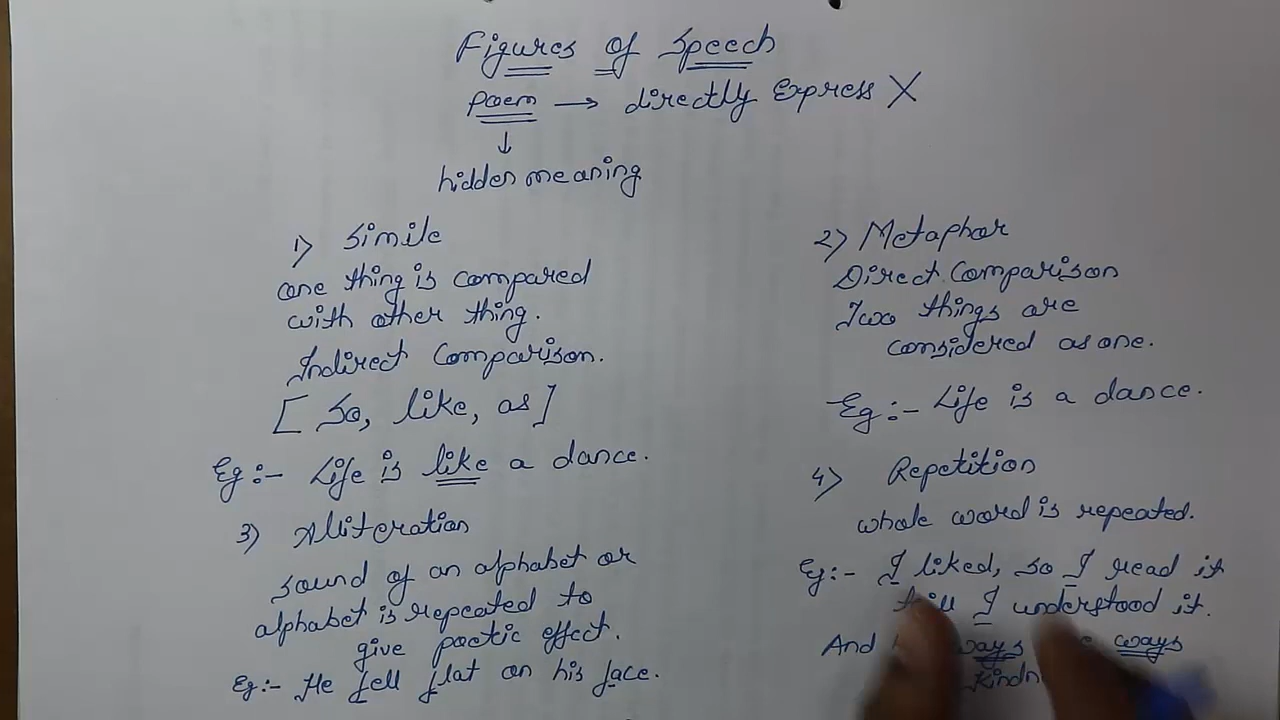 Figures of Speech
Poem → directly Express X
↓
hidden meaning
1) Simile
one thing is compared
with other thing.
Indirect Comparison.
[So, like, as]
Eg:- Life is like a dance.
2) Metaphor
Direct Comparison
Two things are
considered as one.
Eg:- Life is a dance.
3) Alliteration
sound of an alphabet or
alphabet is repeated to
give poetic effect.
Eg:- He fell flat on his face.
4) Repetition
whole word is repeated.
Eg:- I liked, so I read it
till I understood it.
And ways ways